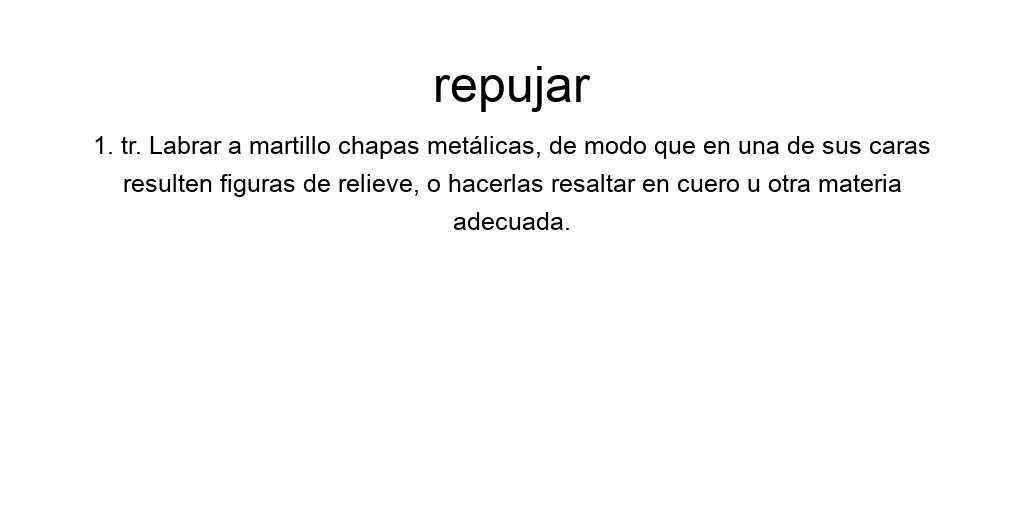 repujar
1. tr. Labrar a martillo chapas metálicas, de modo que en una de sus caras
resulten figuras de relieve, o hacerlas resaltar en cuero u otra materia
adecuada.